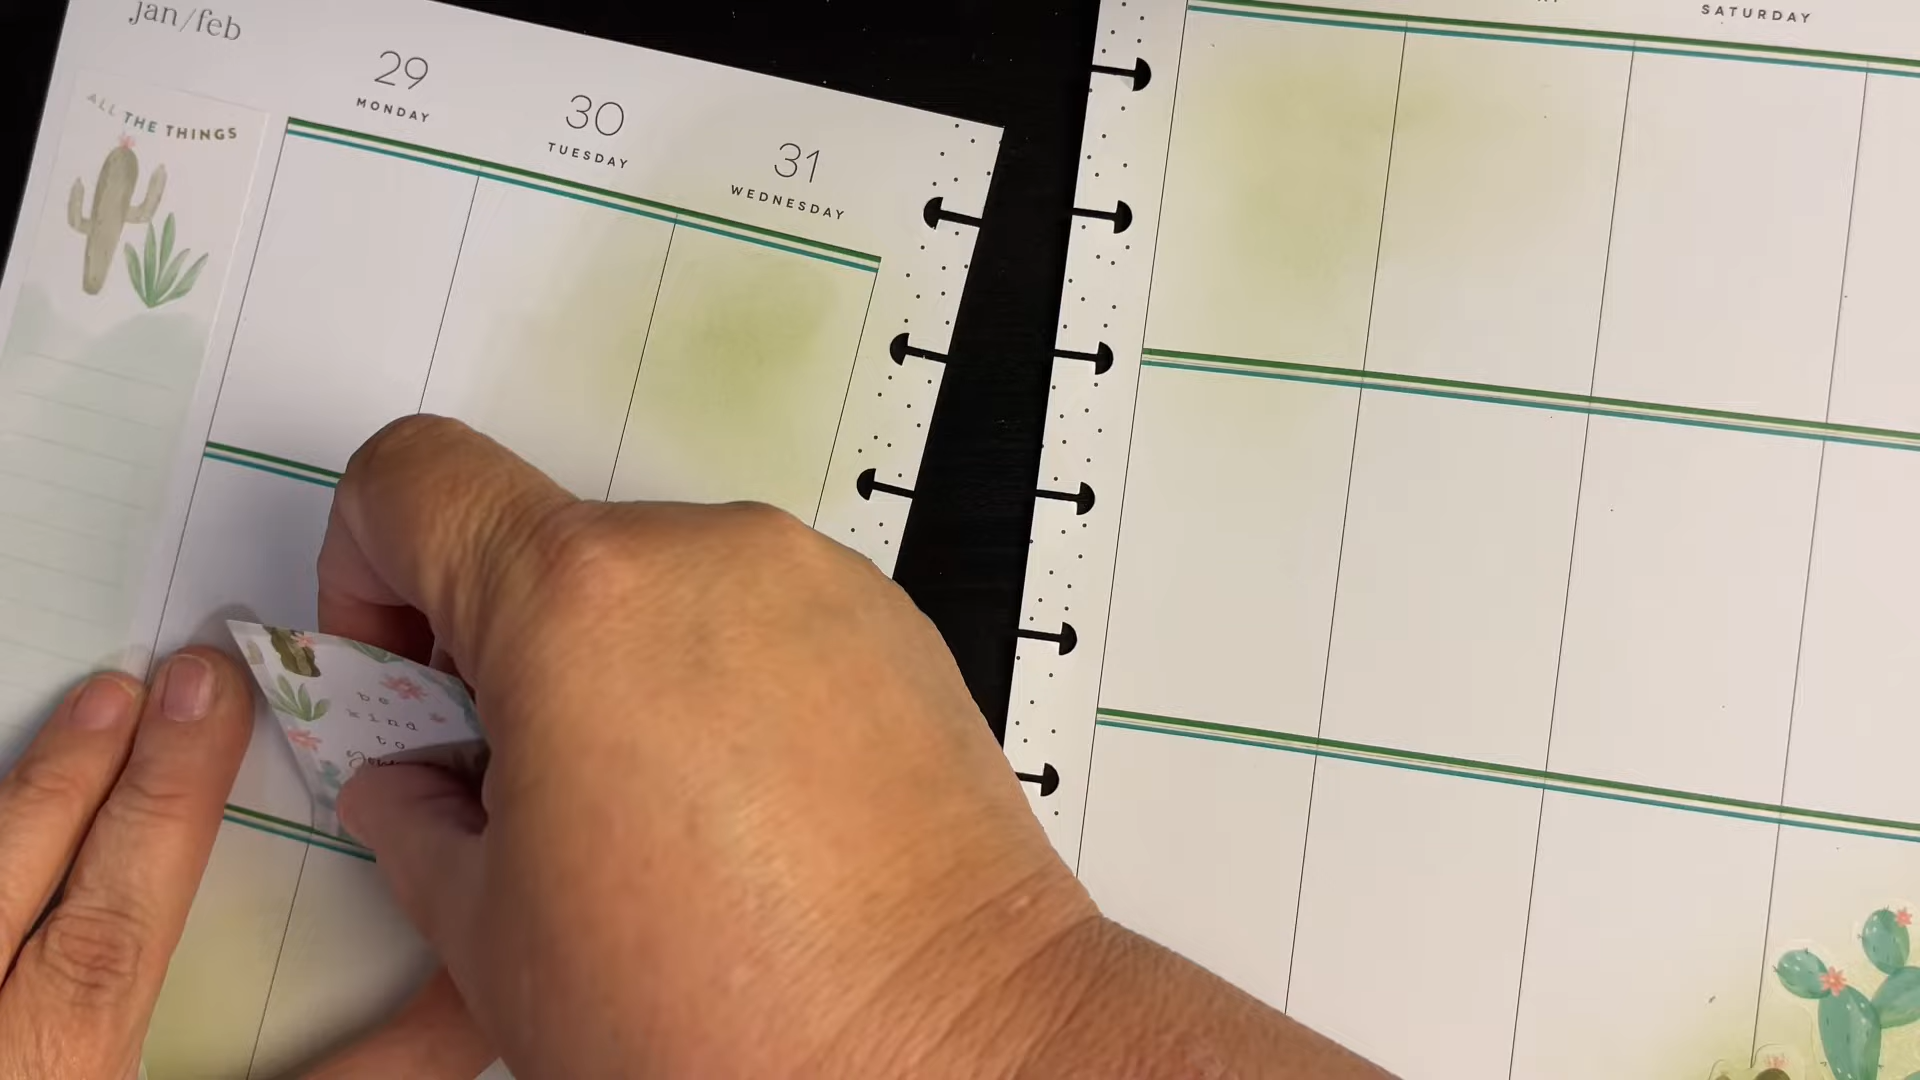 jan/feb
29
MONDAY
30
TUESDAY
31
WEDNESDAY
SATURDAY
ALL THE THINGS
be
kind
to